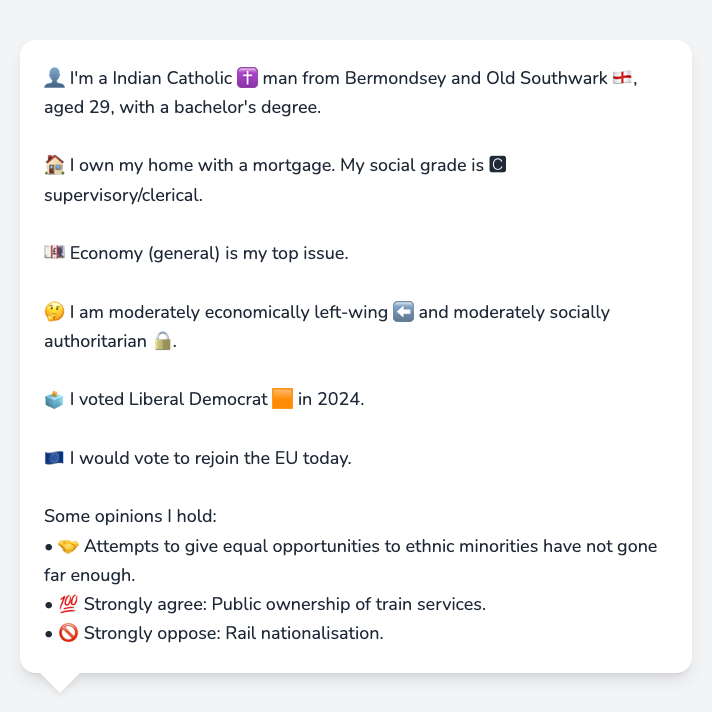 👤 I'm a Indian Catholic ✝️ man from Bermondsey and Old Southwark 🏴󠁧󠁢󠁥󠁮󠁧󠁿,
aged 29, with a bachelor's degree.
🏠 I own my home with a mortgage. My social grade is 🅲
supervisory/clerical.
💷 Economy (general) is my top issue.
🤔 I am moderately economically left-wing ⬅️ and moderately socially
authoritarian 🔒.
🗳️ I voted Liberal Democrat 🟧 in 2024.
🇪🇺 I would vote to rejoin the EU today.
Some opinions I hold:
• 🤝 Attempts to give equal opportunities to ethnic minorities have not gone
far enough.
• 💯 Strongly agree: Public ownership of train services.
• 🚫 Strongly oppose: Rail nationalisation.